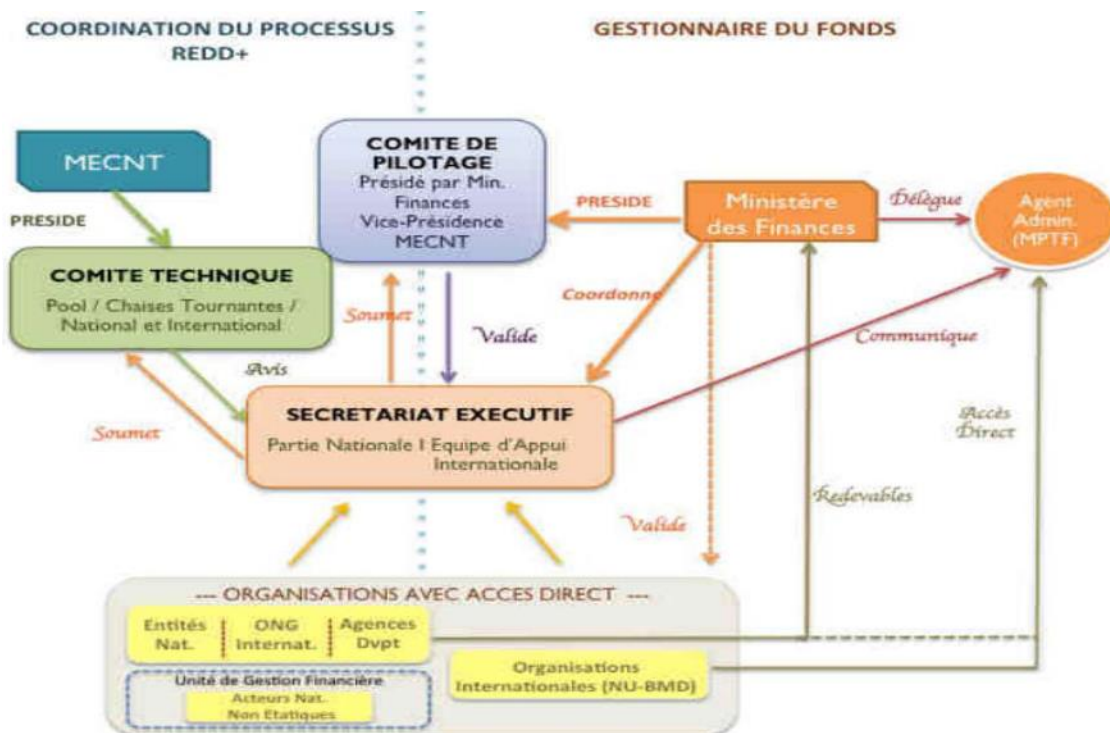 COORDINATION DU PROCESSUS
REDD+
GESTIONNAIRE DU FONDS
MECNT
COMITE DE
PILOTAGE
Présidé par Min.
Finances
Vice-Présidence
MECNT
PRESIDE
Ministère
des Finances
Délègue
Agent
Admin.
(MPTF)
PRESIDE
COMITE TECHNIQUE
Pool / Chaises Tournantes /
National et International
Coordonne
Soumet
Valide
Communique
Avis
Soumet
SECRETARIAT EXECUTIF
Partie Nationale I Equipe d'Appui
Internationale
Accès
Direct
Redevables
Valide
--- ORGANISATIONS AVEC ACCES DIRECT ---
Entités
Nat.
ONG
Internat.
Agences
Dvpt
Organisations
Internationales (NU-BMD)
Unité de Gestion Financière
Acteurs Nat.
Non Etatiques